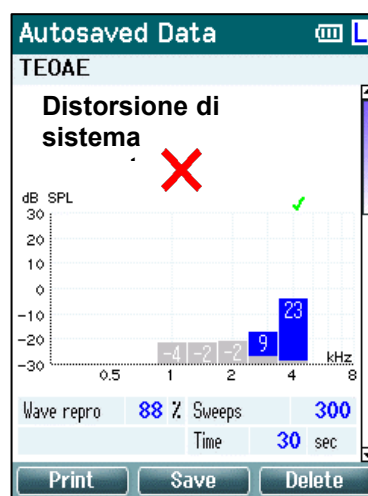 Autosaved Data L
TEOAE
Distorsione di
sistema
dB SPL
30
20
10
0
-10
-20
-30
-4 -2 -2 9 23
kHz
0.5 1 2 4 8
Wave repro 88 % Sweeps 300
Time 30 sec
Print Save Delete